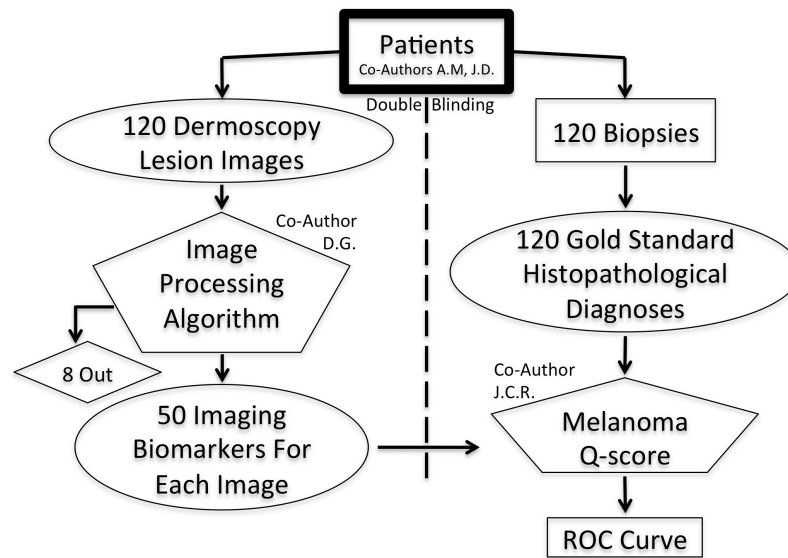 Patients
Co-Authors A.M, J.D.
Double Blinding
120 Dermoscopy
Lesion Images
120 Biopsies
Co-Author
D.G.
Image
Processing
Algorithm
120 Gold Standard
Histopathological
Diagnoses
8 Out
Co-Author
J.C.R.
50 Imaging
Biomarkers For
Each Image
Melanoma
Q-score
ROC Curve